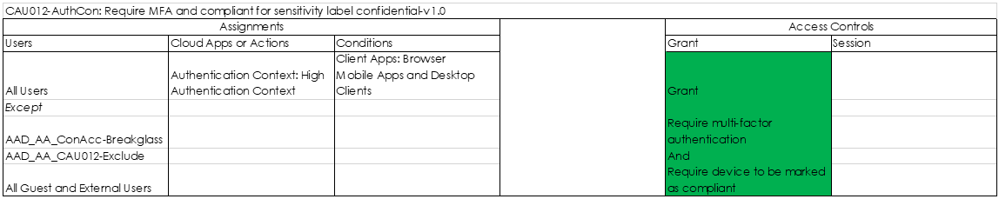 CAU012-AuthCon: Require MFA and compliant for sensitivity label confidential-v1.0
Assignments
Access Controls
Users
Cloud Apps or Actions
Conditions
Grant
Session
All Users
Authentication Context: High
Authentication Context
Client Apps: Browser
Mobile Apps and Desktop
Clients
Grant
Except
AAD_AA_ConAcc-Breakglass
Require multi-factor
authentication
AAD_AA_CAU012-Exclude
And
All Guest and External Users
Require device to be marked
as compliant